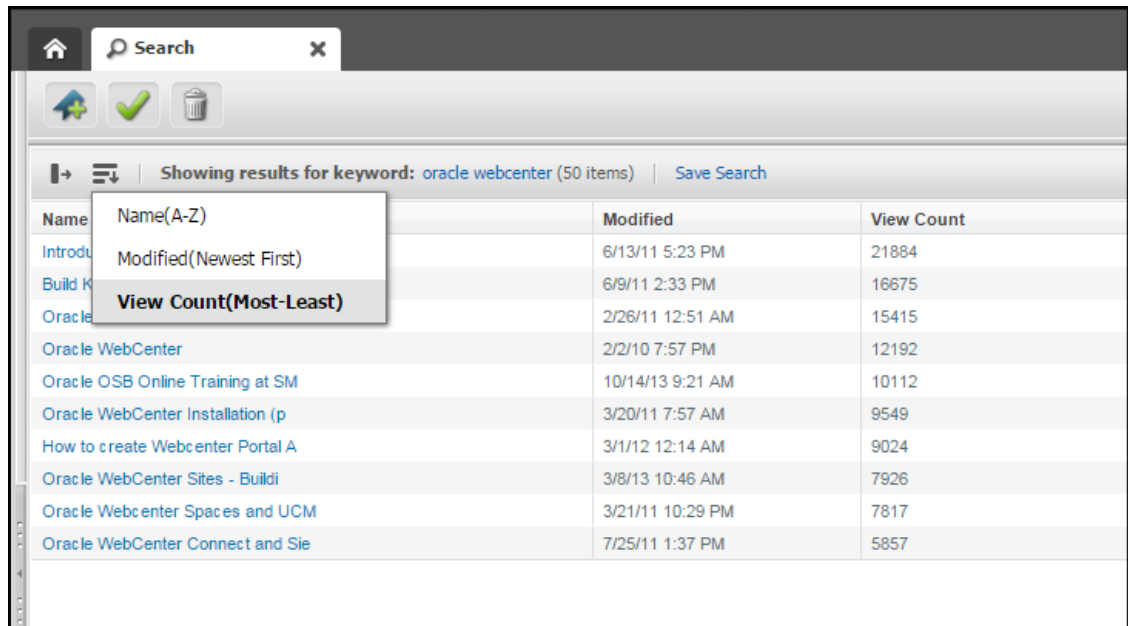 Search
Showing results for keyword: oracle webcenter (50 items) Save Search
Name Modified View Count
Name(A-Z)
Modified(Newest First)
View Count(Most-Least)
Introdu 6/13/11 5:23 PM 21884
Build K 6/9/11 2:33 PM 16675
Oracle 2/26/11 12:51 AM 15415
Oracle WebCenter 2/2/10 7:57 PM 12192
Oracle OSB Online Training at SM 10/14/13 9:21 AM 10112
Oracle WebCenter Installation (p 3/20/11 7:57 AM 9549
How to create Webcenter Portal A 3/1/12 12:14 AM 9024
Oracle WebCenter Sites - Buildi 3/8/13 10:46 AM 7926
Oracle Webcenter Spaces and UCM 3/21/11 10:29 PM 7817
Oracle WebCenter Connect and Sie 7/25/11 1:37 PM 5857